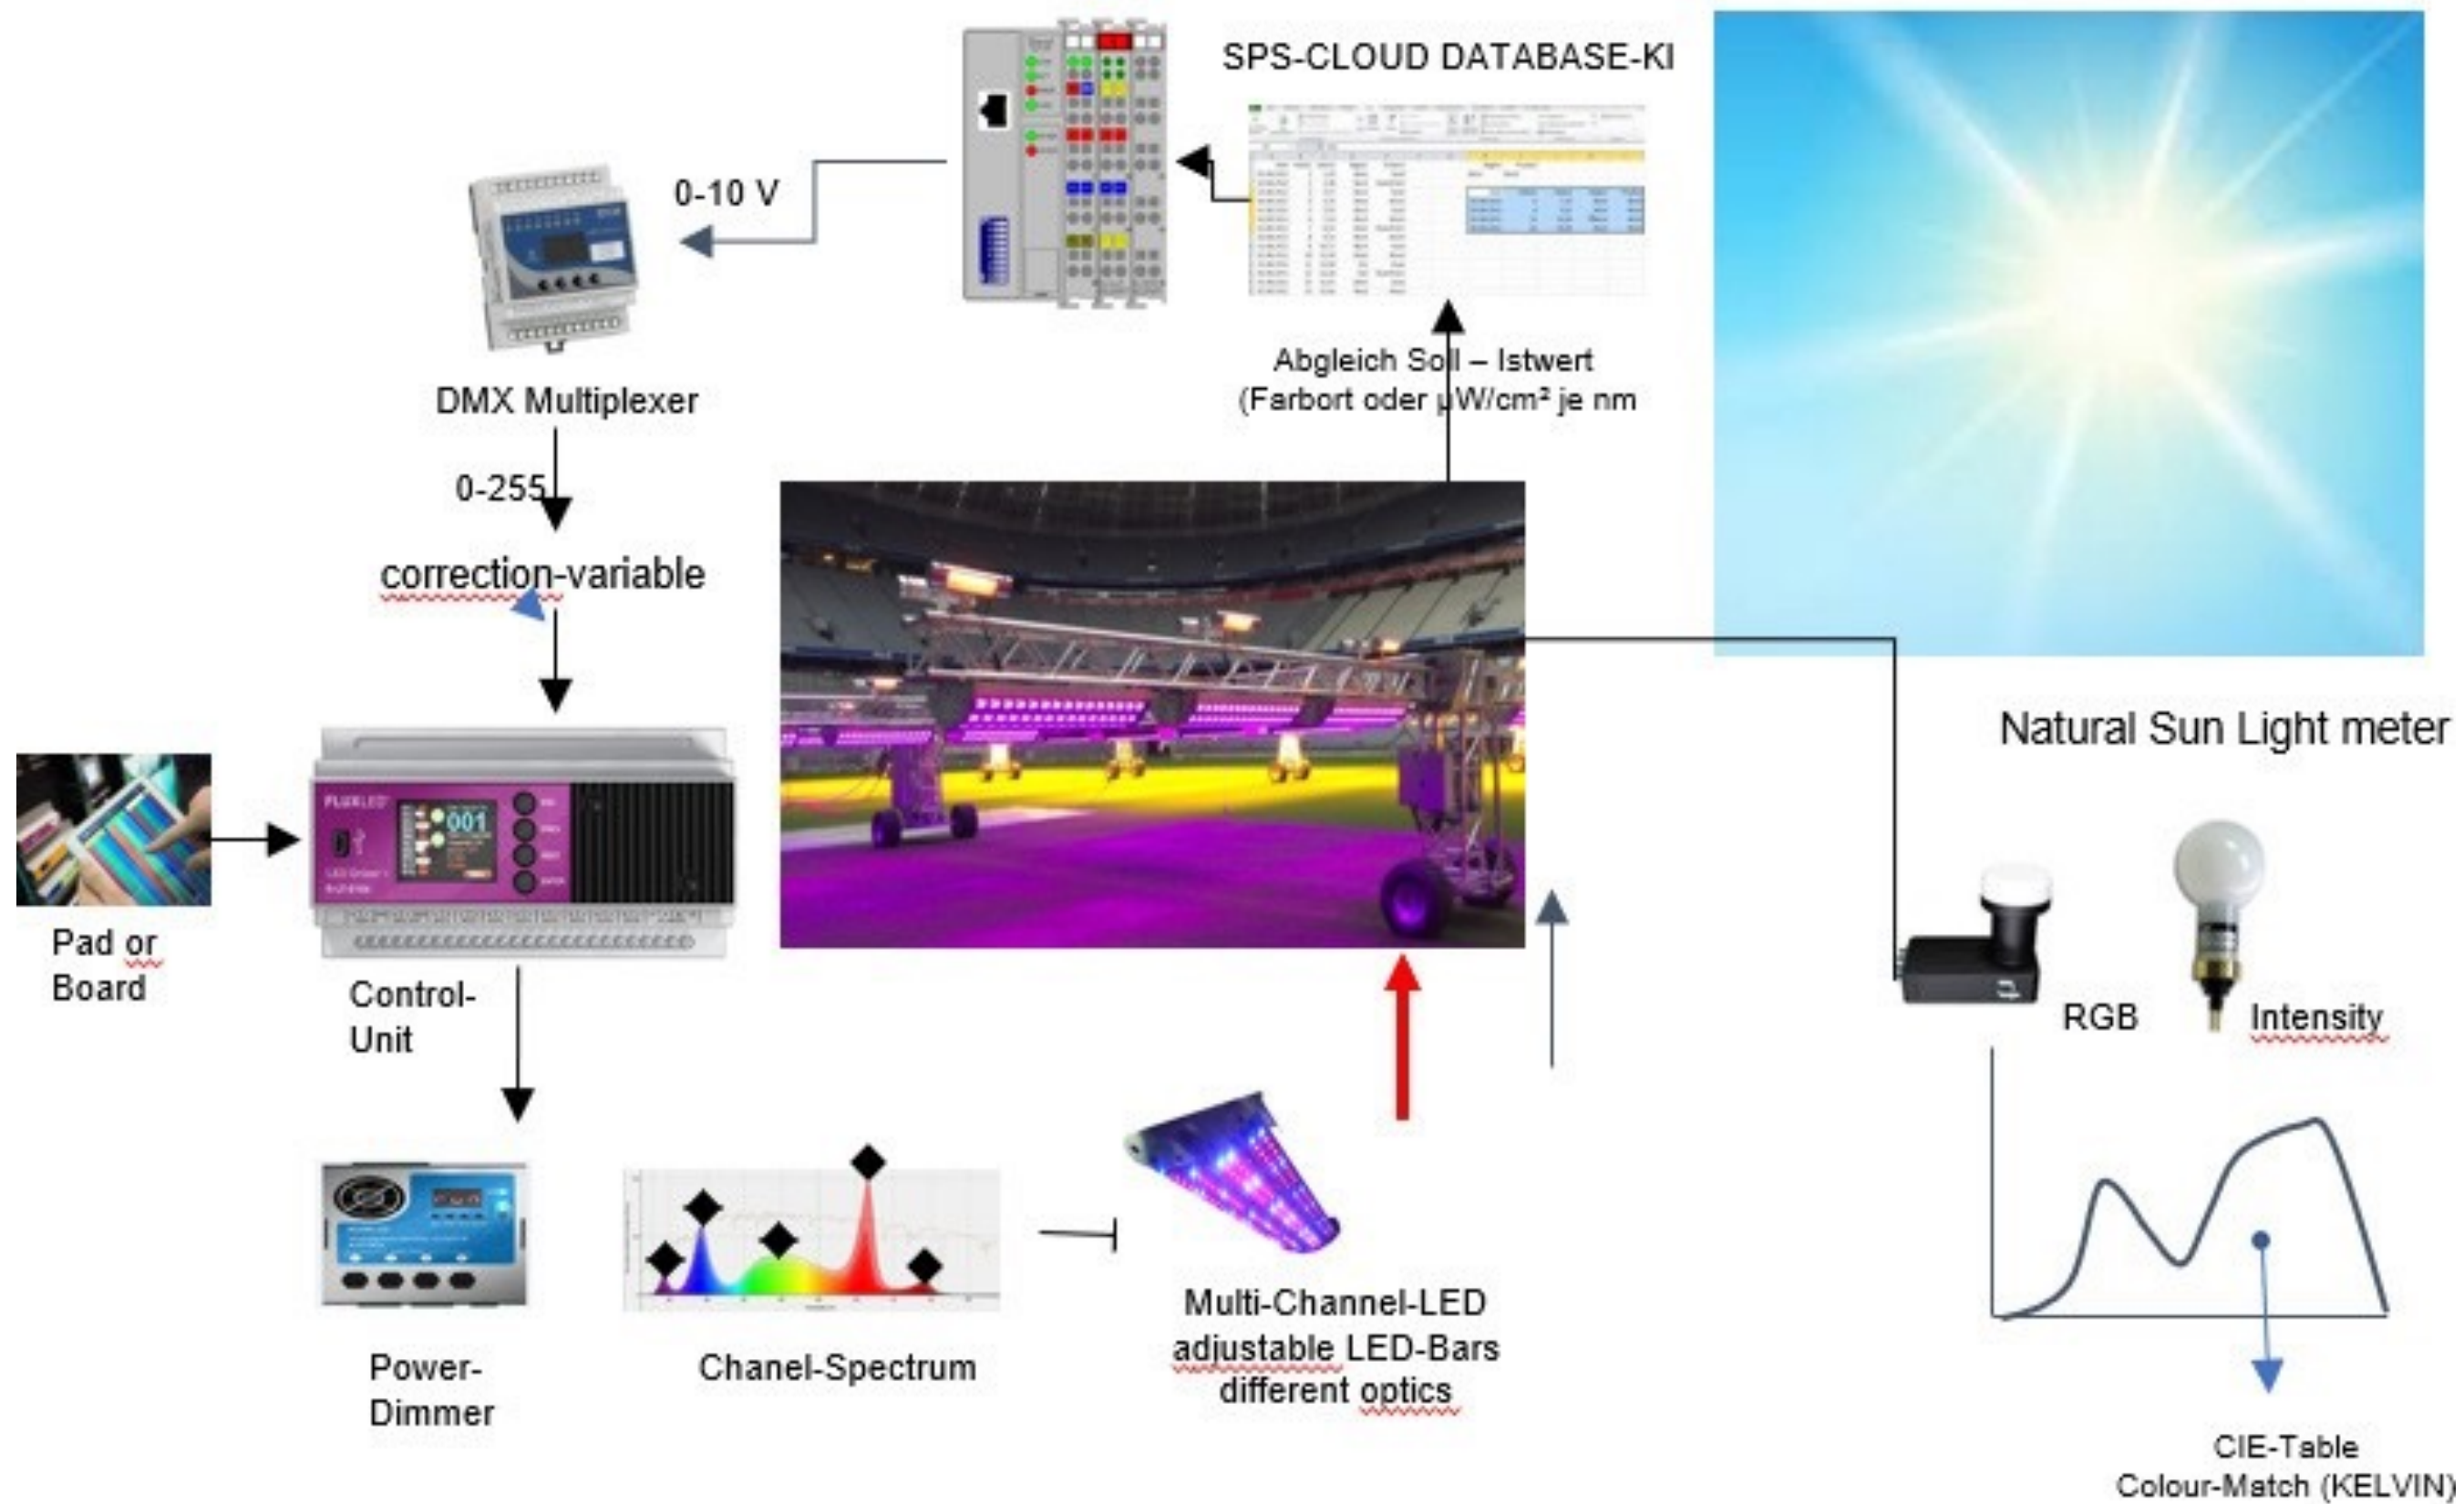 SPS-CLOUD DATABASE-KI
0-10 V
Abgleich Soll – Istwert
(Farbort oder µW/cm² je nm
DMX Multiplexer
0-255
correction-variable
Natural Sun Light meter
FLUXLED
001
Pad or
Board
Control-
Unit
RGB
Intensity
Power-
Dimmer
Chanel-Spectrum
Multi-Channel-LED
adjustable LED-Bars
different optics
CIE-Table
Colour-Match (KELVIN)